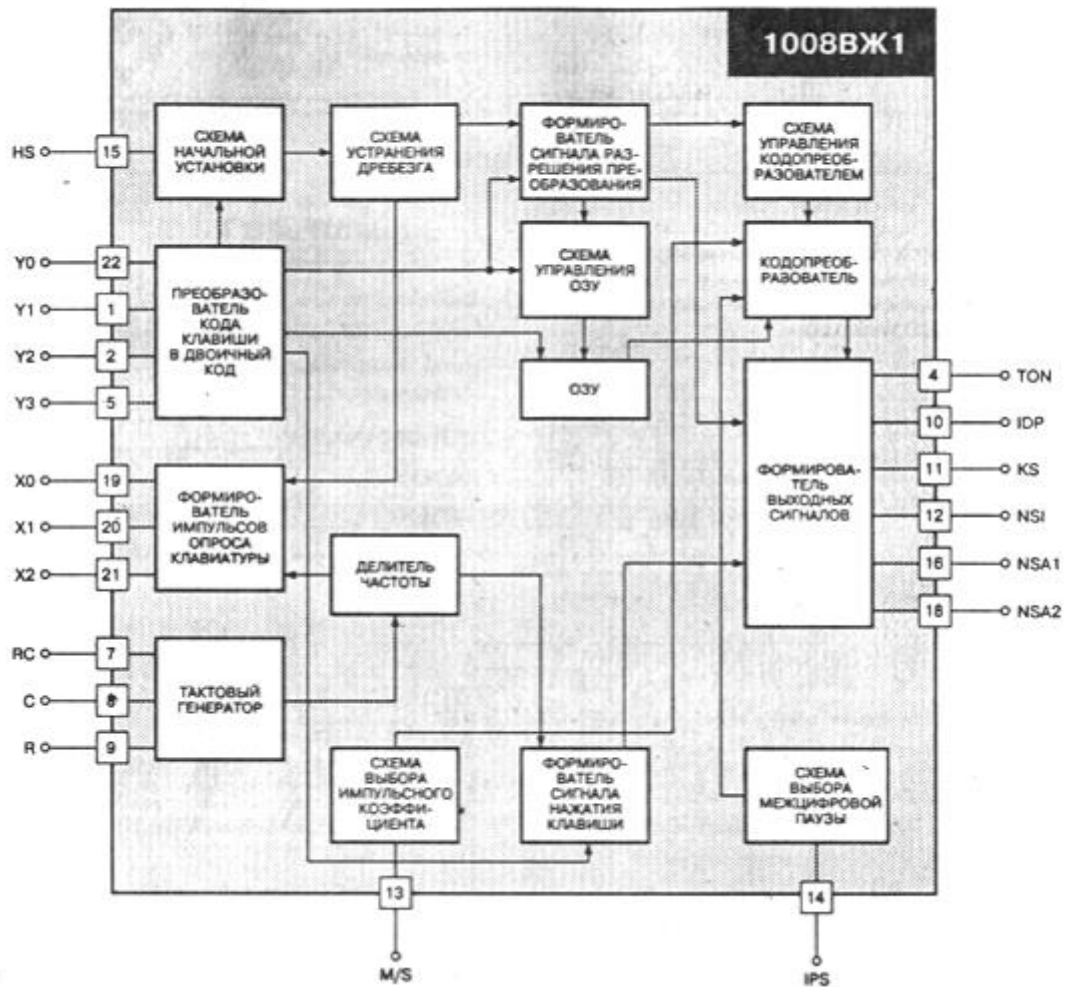 1008ВЖ1
HS
15
СХЕМА
НАЧАЛЬНОЙ
УСТАНОВКИ
СХЕМА
УСТРАНЕНИЯ
ДРЕБЕЗГА
ФОРМИРО-
ВАТЕЛЬ
СИГНАЛА РАЗ-
РЕШЕНИЯ ПРЕ-
ОБРАЗОВАНИЯ
СХЕМА
УПРАВЛЕНИЯ
КОДОПРЕОБ-
РАЗОВАТЕЛЕМ
Y0
22
Y1
1
Y2
2
Y3
5
ПРЕОБРАЗО-
ВАТЕЛЬ
КОДА
КЛАВИШИ
В ДВОИЧНЫЙ
КОД
СХЕМА
УПРАВЛЕНИЯ
ОЗУ
КОДОПРЕОБ-
РАЗОВАТЕЛЬ
ОЗУ
X0
19
X1
20
X2
21
ФОРМИРО-
ВАТЕЛЬ
ИМПУЛЬСОВ
ОПРОСА
КЛАВИАТУРЫ
ДЕЛИТЕЛЬ
ЧАСТОТЫ
ФОРМИРОВА-
ТЕЛЬ
ВЫХОДНЫХ
СИГНАЛОВ
4
TON
10
IDP
11
KS
12
NSI
16
NSA1
18
NSA2
RC
7
C
8
R
9
ТАКТОВЫЙ
ГЕНЕРАТОР
СХЕМА
ВЫБОРА
ИМПУЛЬСНОГО
КОЭФФИ-
ЦИЕНТА
ФОРМИРО-
ВАТЕЛЬ
СИГНАЛА
НАЖАТИЯ
КЛАВИШИ
СХЕМА
ВЫБОРА
МЕЖЦИФРОВОЙ
ПАУЗЫ
13
M/S
14
IPS